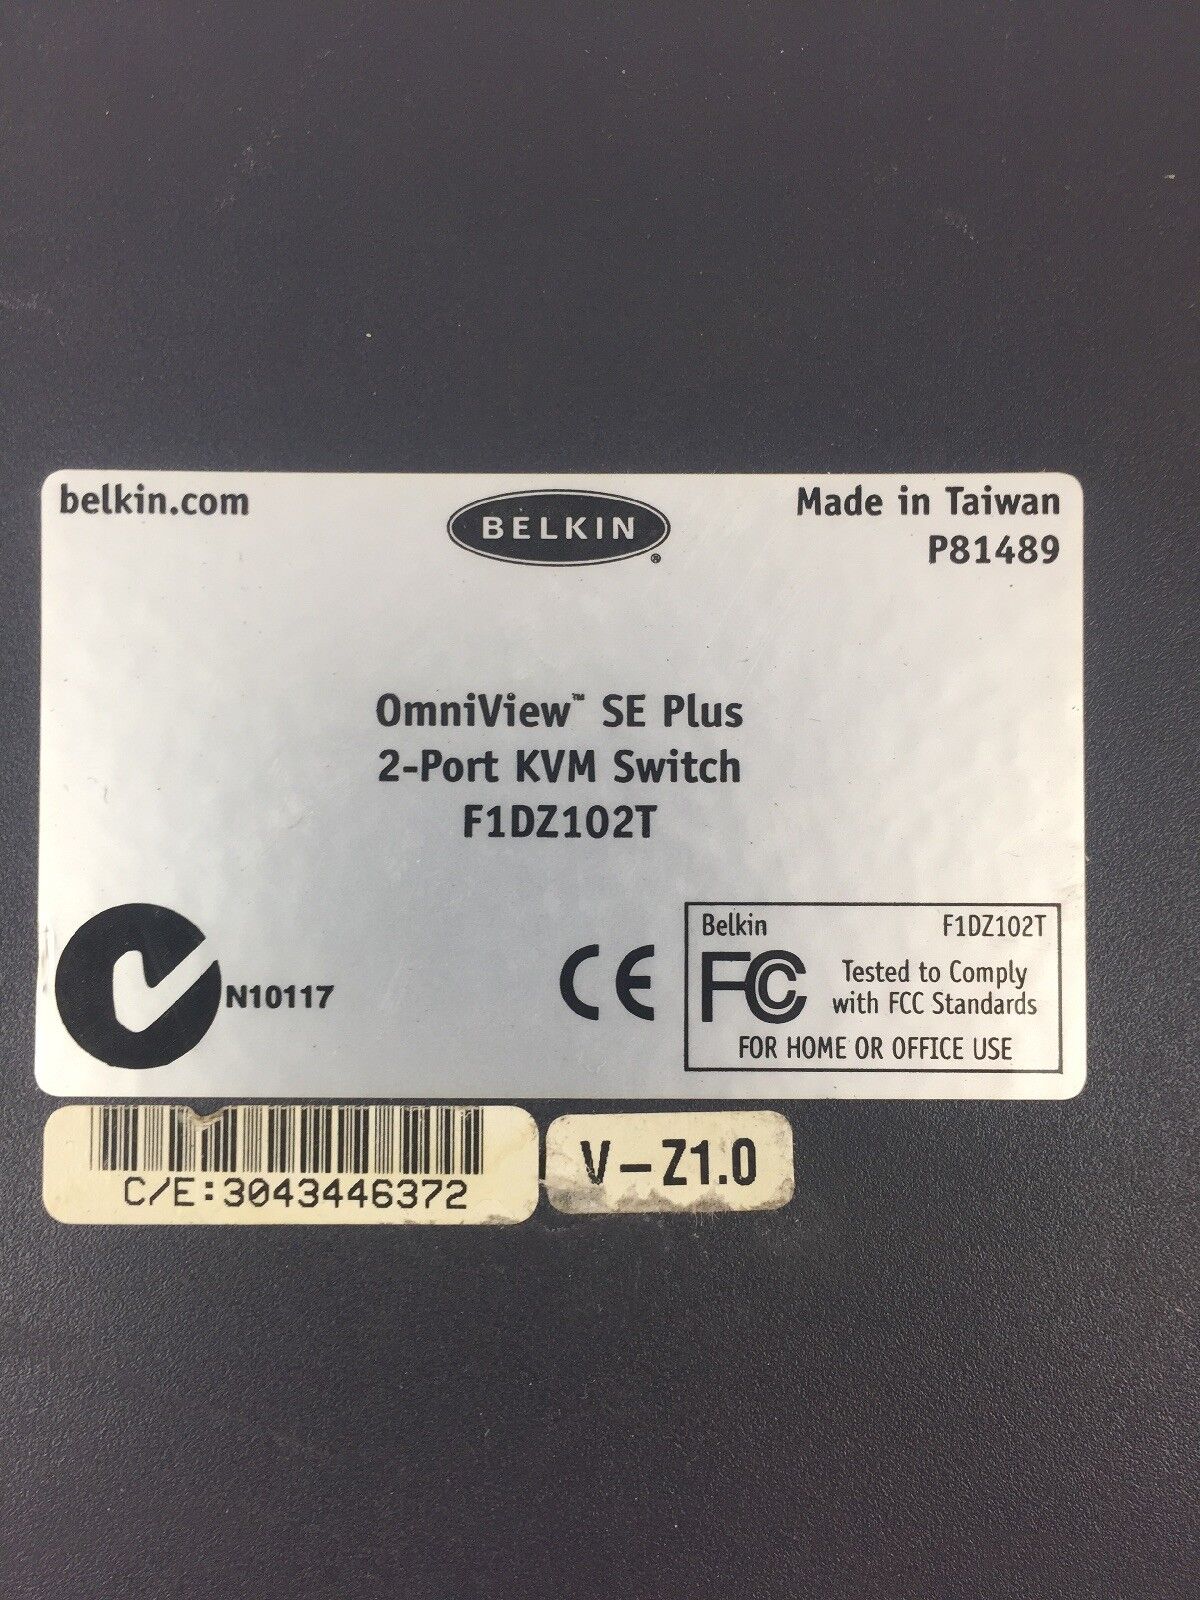 belkin.com
BELKIN®
Made in Taiwan
P81489
OmniView™ SE Plus
2-Port KVM Switch
F1DZ102T
N10117
CE
Belkin F1DZ102T
FC Tested to Comply
with FCC Standards
FOR HOME OR OFFICE USE
C/E:3043446372
V-Z1.0